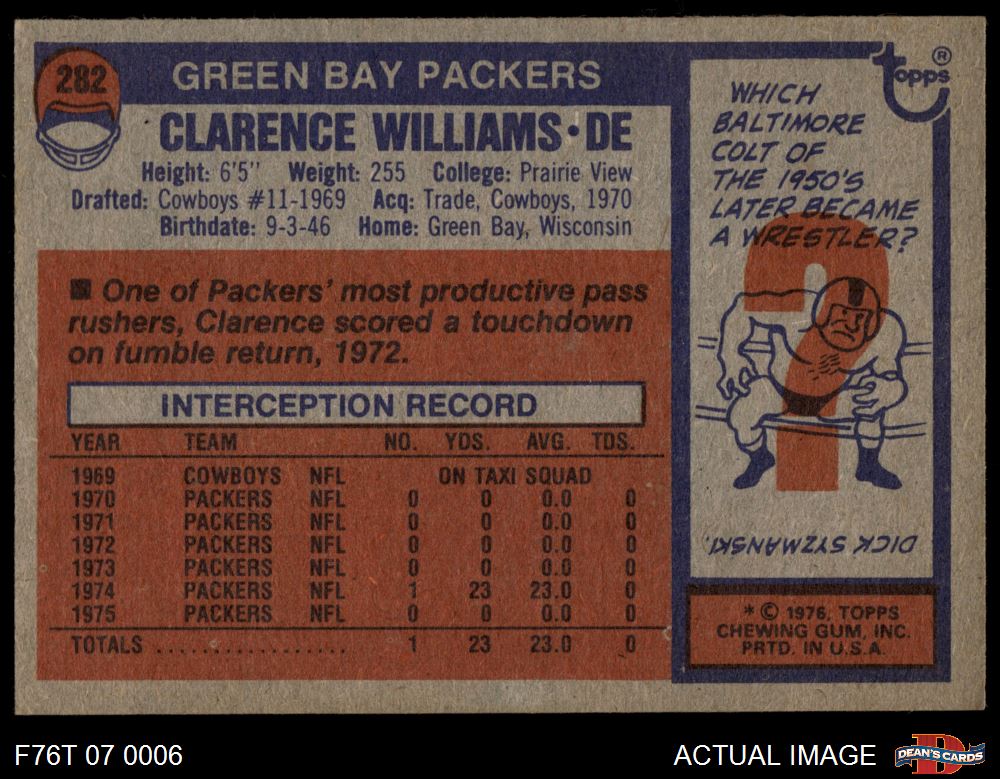 282
GREEN BAY PACKERS
CLARENCE WILLIAMS • DE
Height: 6'5" Weight: 255 College: Prairie View
Drafted: Cowboys #11-1969 Acq: Trade, Cowboys, 1970
Birthdate: 9-3-46 Home: Green Bay, Wisconsin
■ One of Packers' most productive pass
rushers, Clarence scored a touchdown
on fumble return, 1972.
INTERCEPTION RECORD
YEAR TEAM NO. YDS. AVG. TDS.
1969 COWBOYS NFL ON TAXI SQUAD
1970 PACKERS NFL 0 0 0.0 0
1971 PACKERS NFL 0 0 0.0 0
1972 PACKERS NFL 0 0 0.0 0
1973 PACKERS NFL 0 0 0.0 0
1974 PACKERS NFL 1 23 23.0 0
1975 PACKERS NFL 0 0 0.0 0
TOTALS .................. 1 23 23.0 0
Topps ®
WHICH
BALTIMORE
COLT OF
THE 1950'S
LATER BECAME
A WRESTLER?
?
DICK SYZMANSKI.
* © 1976, TOPPS
CHEWING GUM, INC.
PRTD. IN U.S.A.
F76T 07 0006
ACTUAL IMAGE
D
DEAN'S CARDS